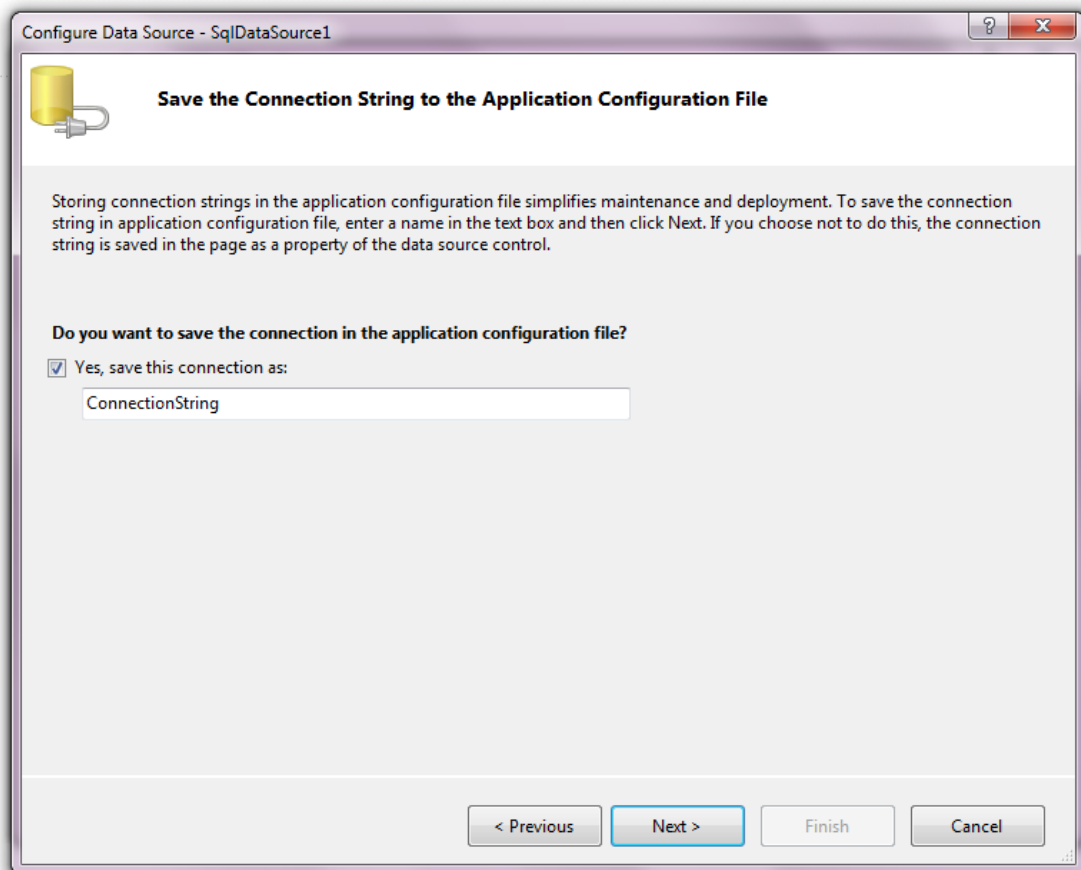 Configure Data Source - SqlDataSource1
Save the Connection String to the Application Configuration File
Storing connection strings in the application configuration file simplifies maintenance and deployment. To save the connection
string in application configuration file, enter a name in the text box and then click Next. If you choose not to do this, the connection
string is saved in the page as a property of the data source control.
Do you want to save the connection in the application configuration file?
Yes, save this connection as:
ConnectionString
< Previous
Next >
Finish
Cancel